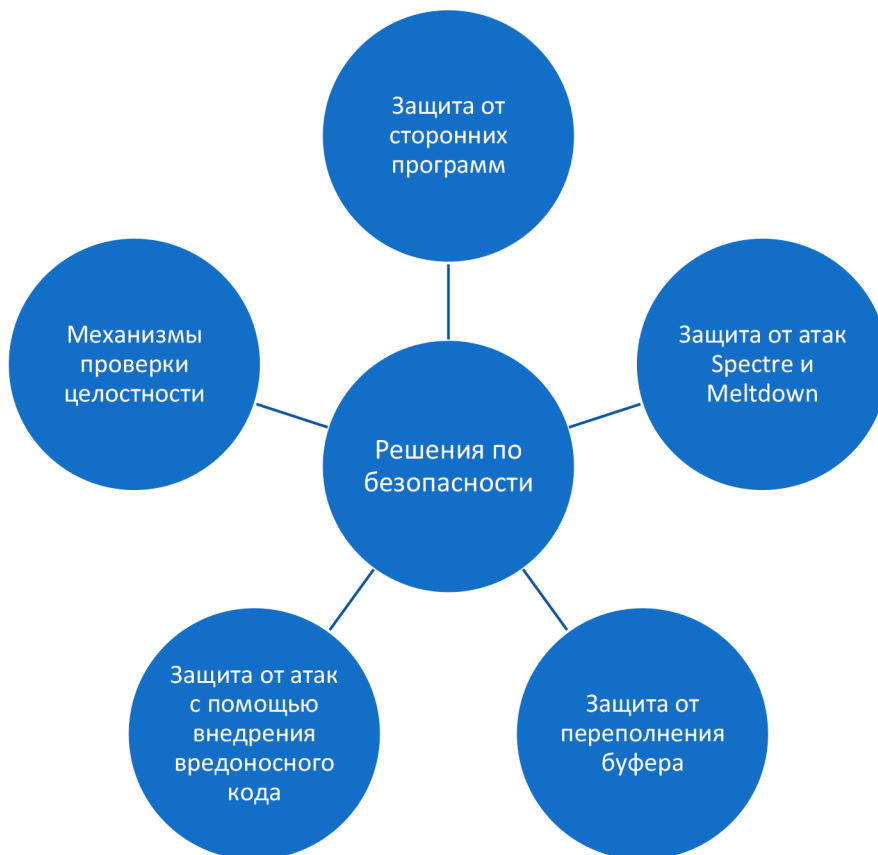 Защита от
сторонних
программ
Механизмы
проверки
целостности
Защита от атак
Spectre и
Meltdown
Решения по
безопасности
Защита от атак
с помощью
внедрения
вредоносного
кода
Защита от
переполнения
буфера